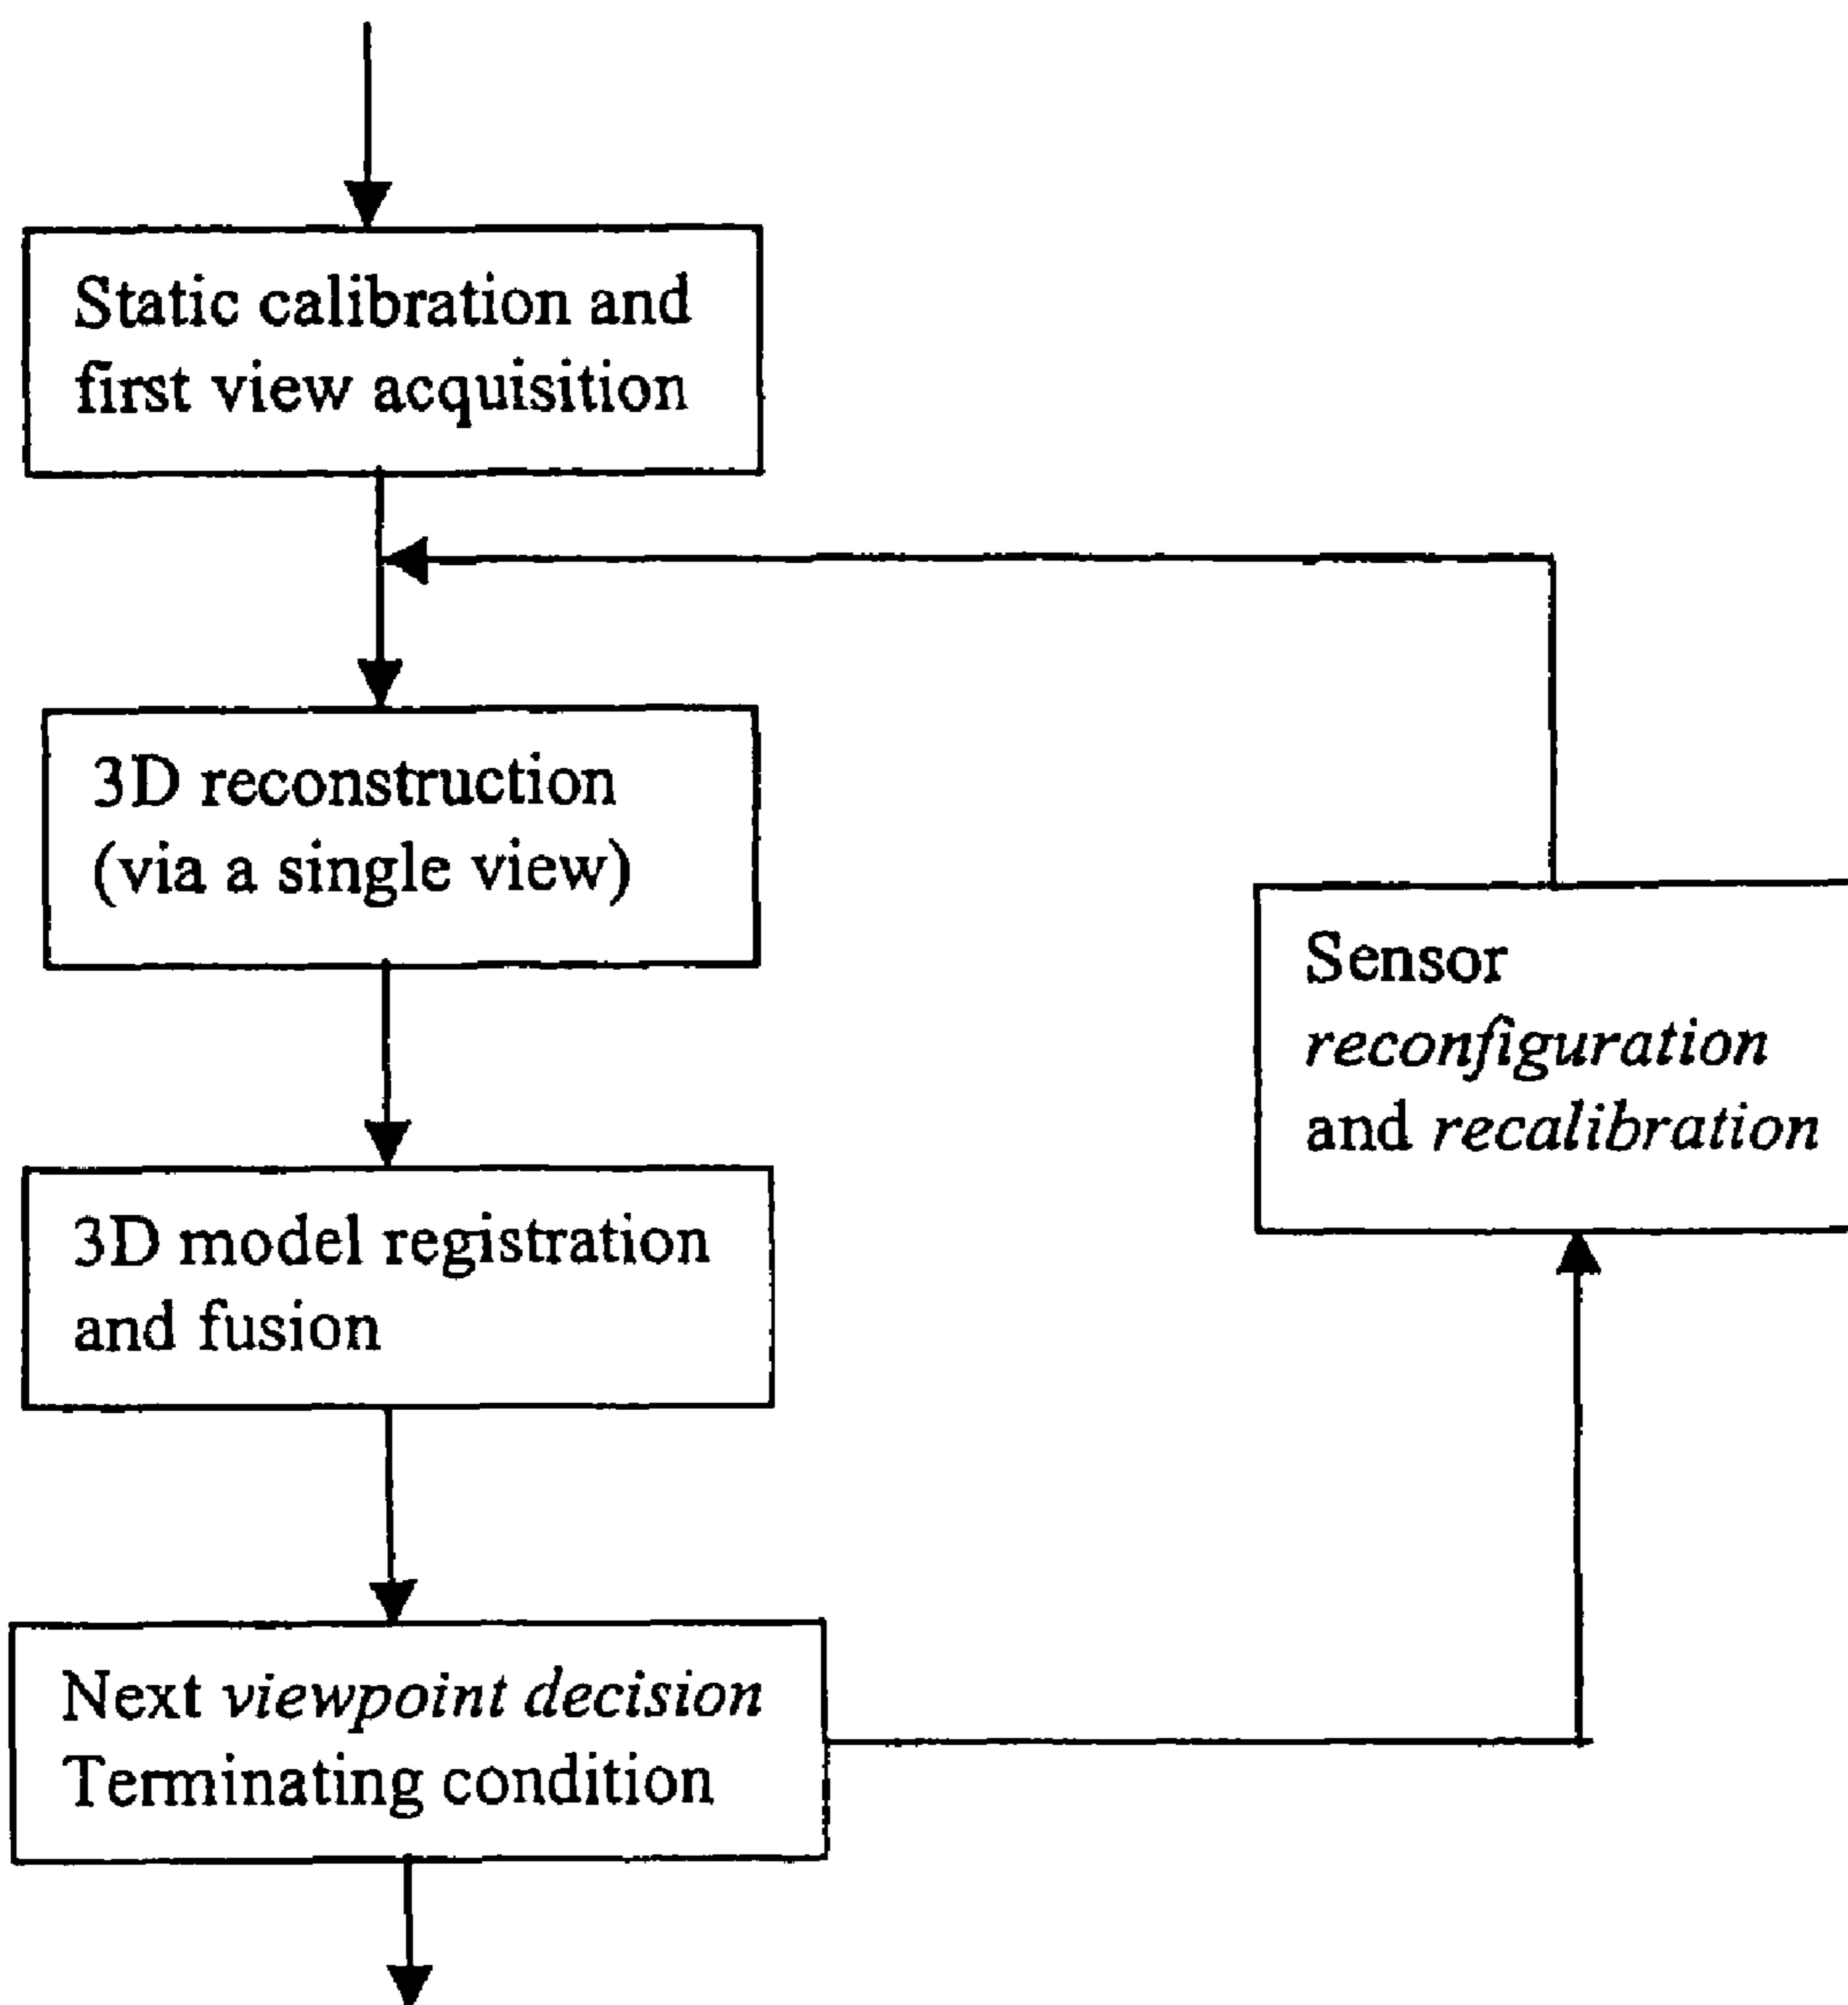 Static calibration and
first view acquisition
3D reconstruction
(via a single view)
3D model registration
and fusion
Next viewpoint decision
Terminating condition
Sensor
reconfiguration
and recalibration